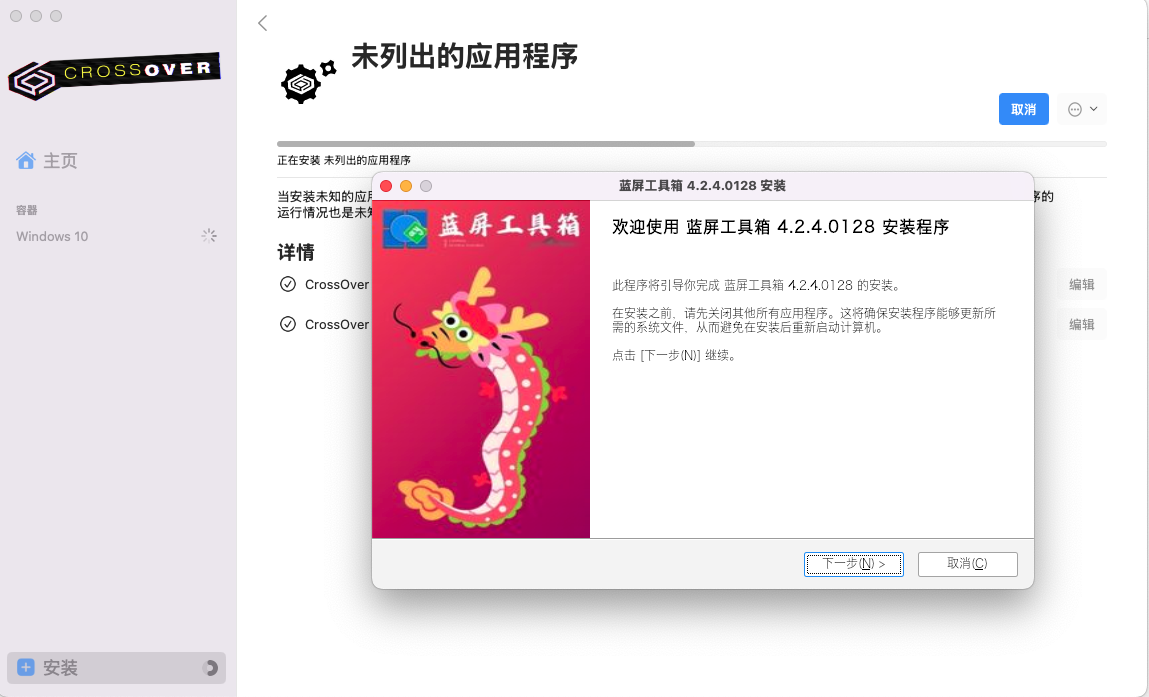 CROSSOVER
主页
容器
Windows 10
安装
未列出的应用程序
取消
正在安装 未列出的应用程序
当安装未知的应
序的
运行情况也是未知
详情
CrossOver
编辑
CrossOver
编辑
蓝屏工具箱 4.2.4.0128 安装
蓝屏工具箱
欢迎使用 蓝屏工具箱 4.2.4.0128 安装程序
此程序将引导你完成 蓝屏工具箱 4.2.4.0128 的安装。
在安装之前，请先关闭其他所有应用程序。这将确保安装程序能够更新所
需的系统文件，从而避免在安装后重新启动计算机。
点击 [下一步(N)] 继续。
下一步(N) >
取消(C)